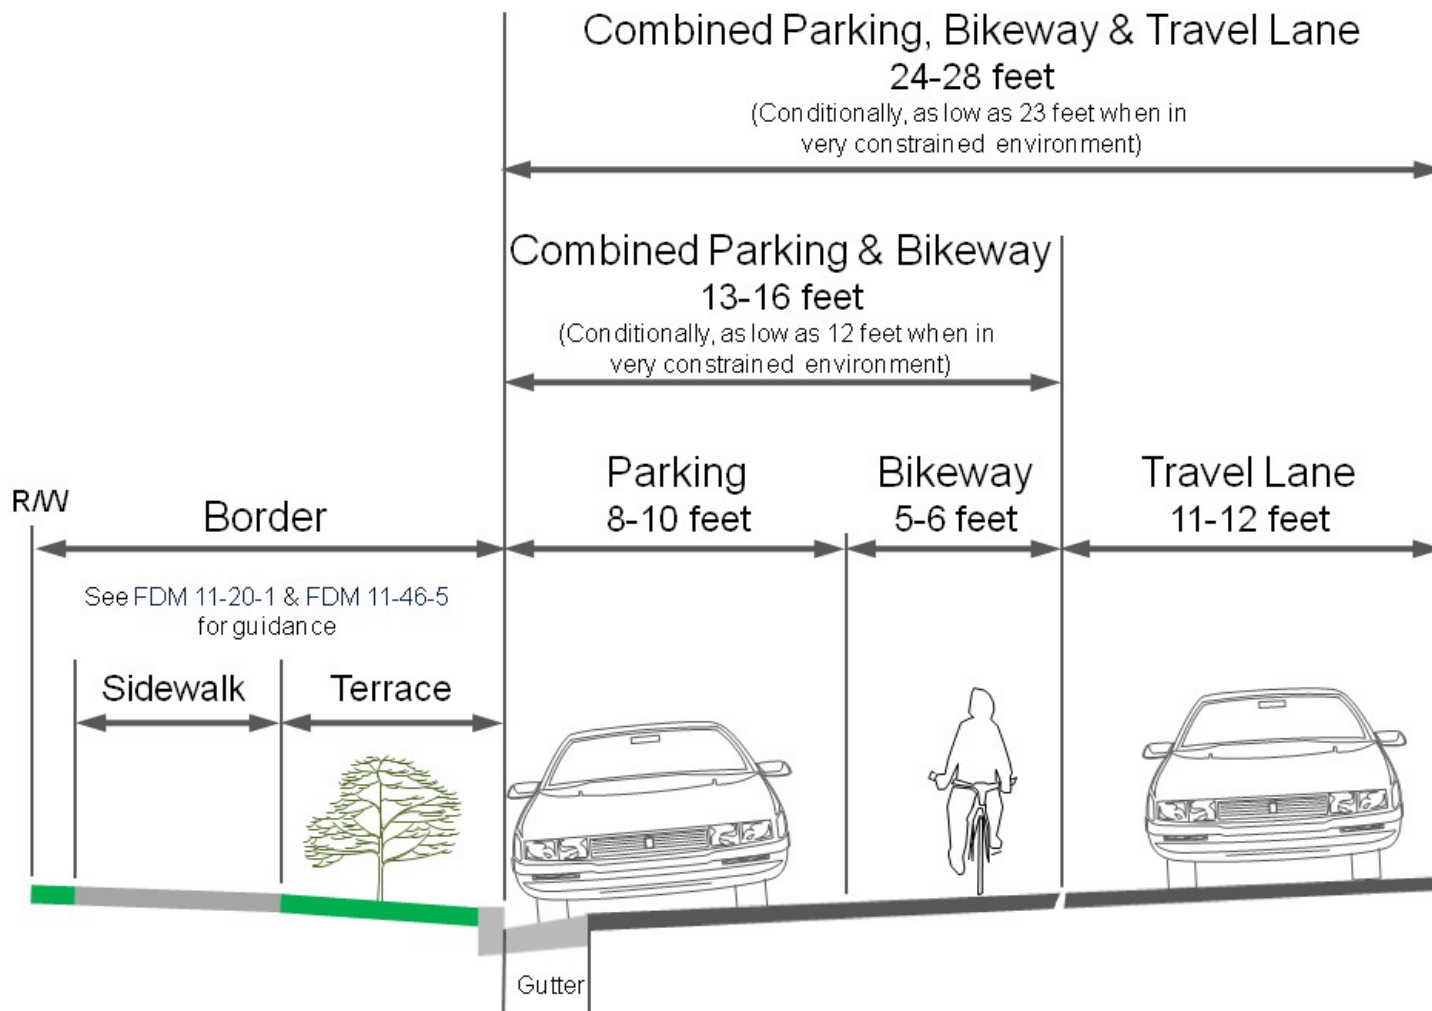 Combined Parking, Bikeway & Travel Lane
24-28 feet
(Conditionally, as low as 23 feet when in
very constrained environment)
Combined Parking & Bikeway
13-16 feet
(Conditionally, as low as 12 feet when in
very constrained environment)
R/W
Border
Parking
8-10 feet
Bikeway
5-6 feet
Travel Lane
11-12 feet
See FDM 11-20-1 & FDM 11-46-5
for guidance
Sidewalk
Terrace
Gutter